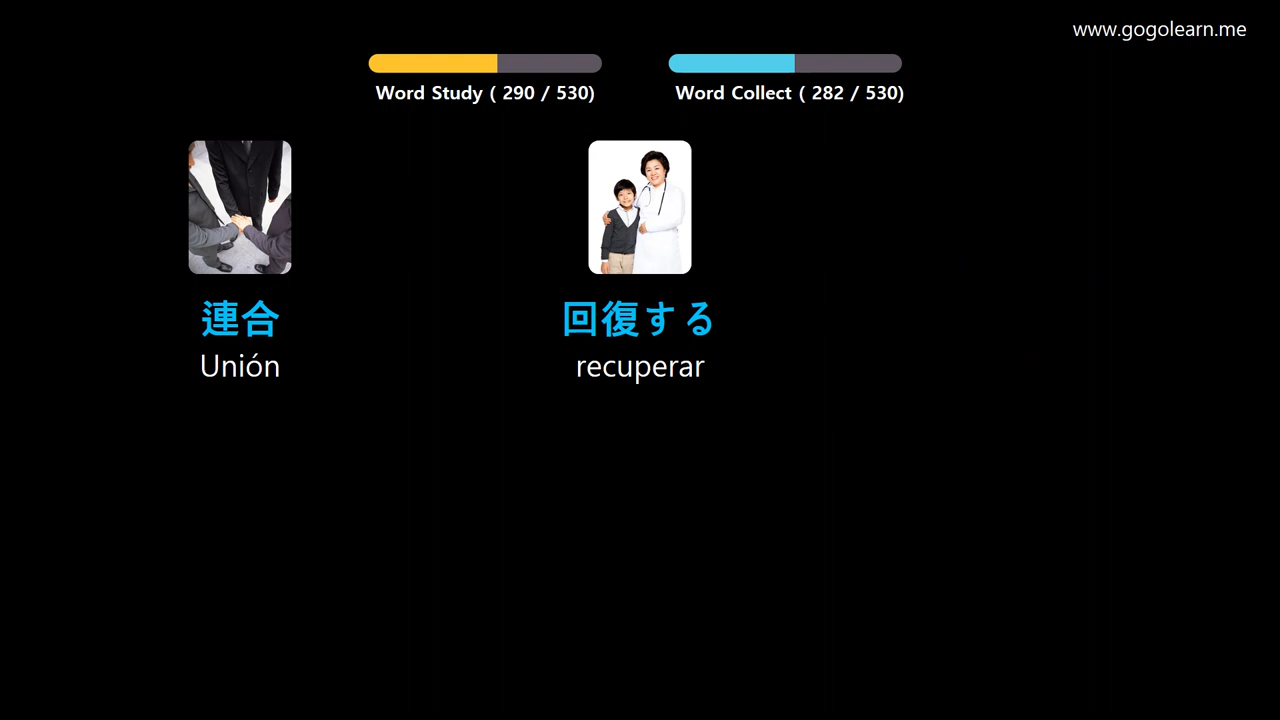 www.gogolearn.me
Word Study ( 290 / 530)
Word Collect ( 282 / 530)
連合
Unión
回復する
recuperar